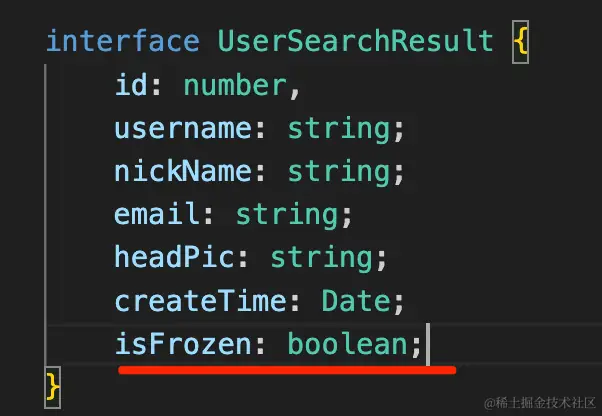 interface UserSearchResult {
id: number,
username: string;
nickName: string;
email: string;
headPic: string;
createTime: Date;
isFrozen: boolean;
}
@稀土掘金技术社区